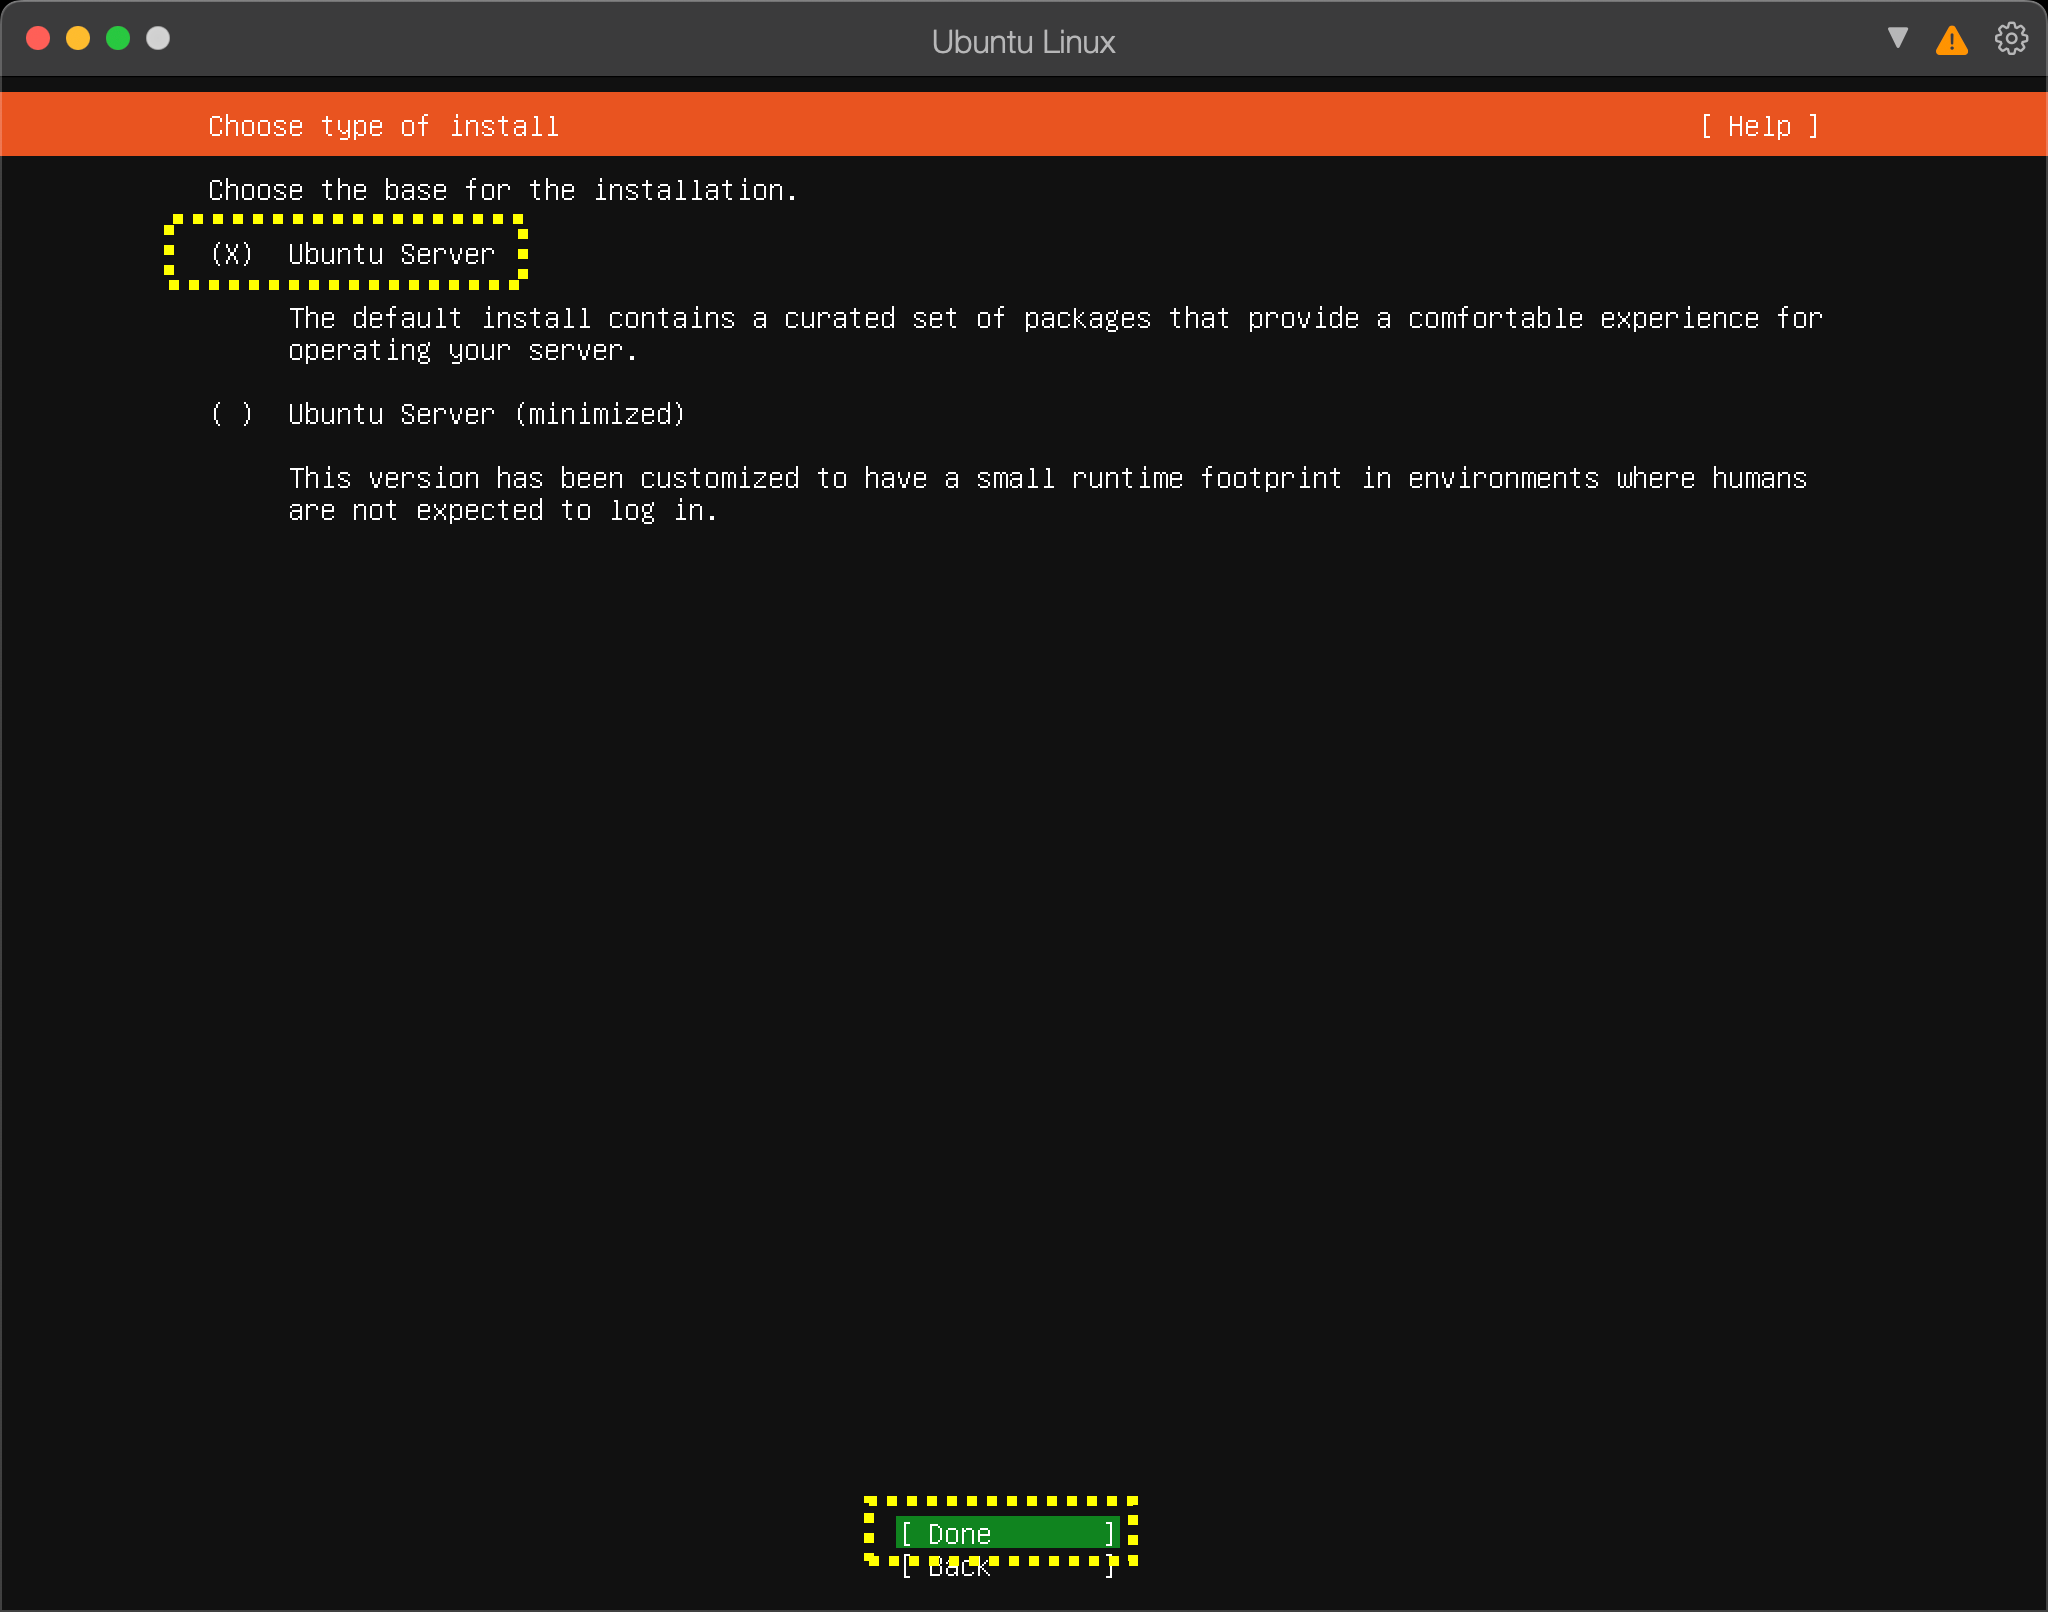 Ubuntu Linux
Choose type of install [ Help ]
Choose the base for the installation.
(X) Ubuntu Server
The default install contains a curated set of packages that provide a comfortable experience for
operating your server.
( ) Ubuntu Server (minimized)
This version has been customized to have a small runtime footprint in environments where humans
are not expected to log in.
[ Done ]
[ Back ]